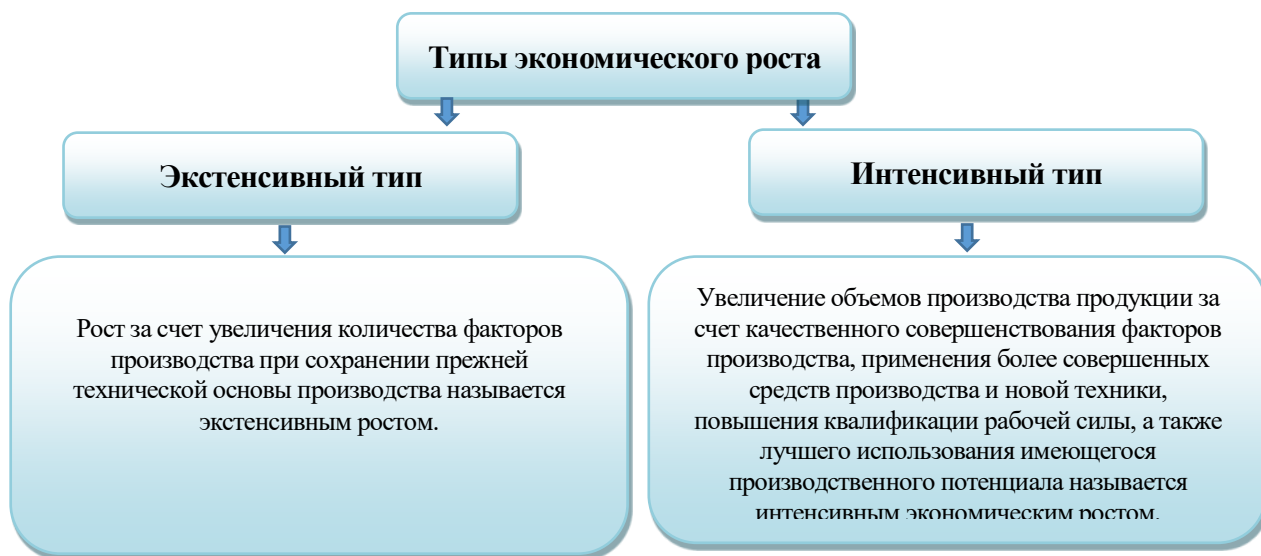 Типы экономического роста
Экстенсивный тип
Интенсивный тип
Рост за счет увеличения количества факторов
производства при сохранении прежней
технической основы производства называется
экстенсивным ростом.
Увеличение объемов производства продукции за
счет качественного совершенствования факторов
производства, применения более совершенных
средств производства и новой техники,
повышения квалификации рабочей силы, а также
лучшего использования имеющегося
производственного потенциала называется
интенсивным экономическим ростом.